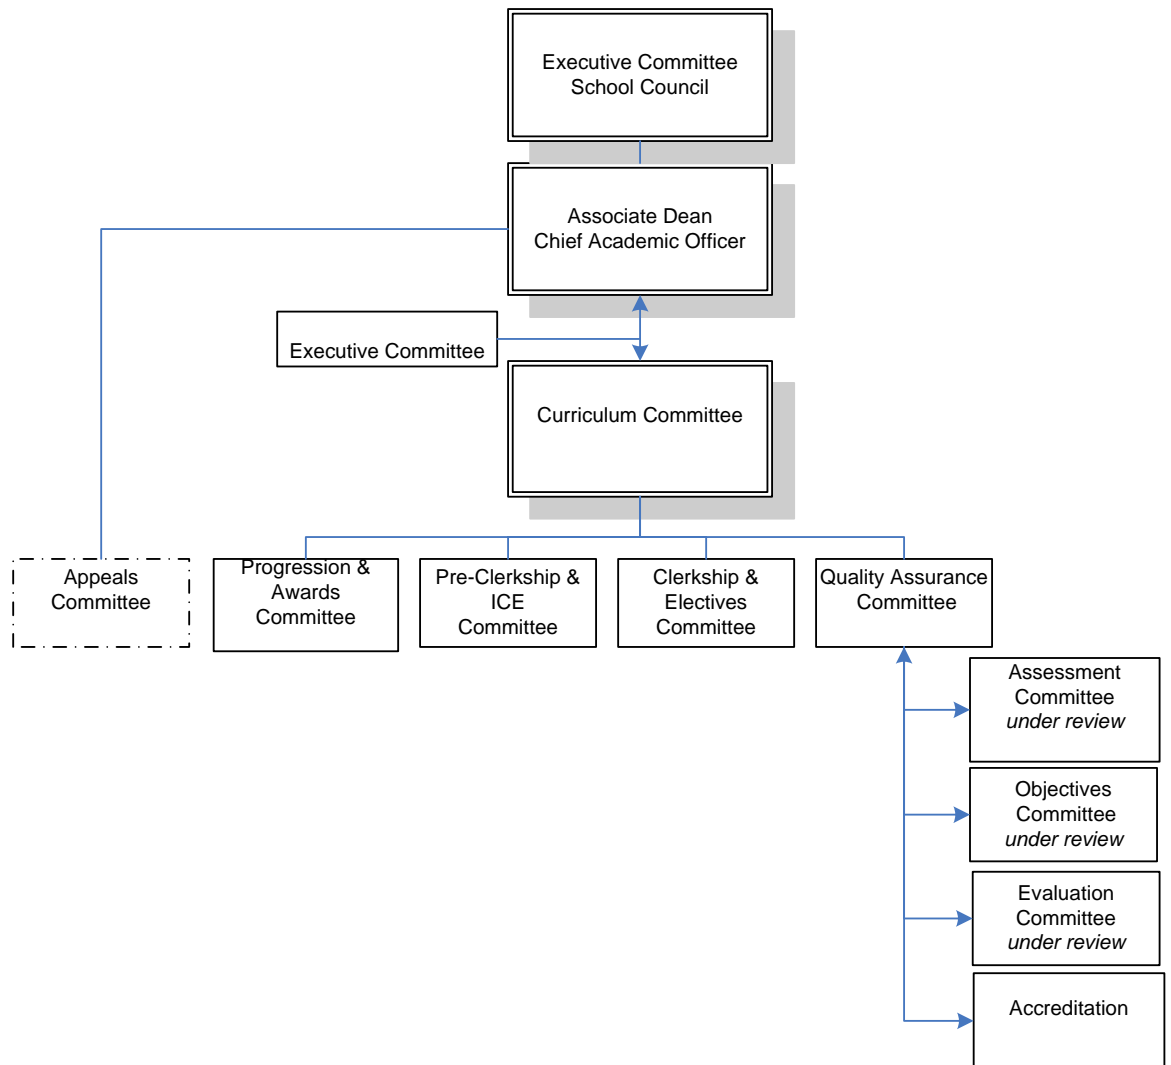 Executive Committee
School Council
Associate Dean
Chief Academic Officer
Executive Committee
Curriculum Committee
Appeals
Committee
Progression &
Awards
Committee
Pre-Clerkship &
ICE
Committee
Clerkship &
Electives
Committee
Quality Assurance
Committee
Assessment
Committee
under review
Objectives
Committee
under review
Evaluation
Committee
under review
Accreditation